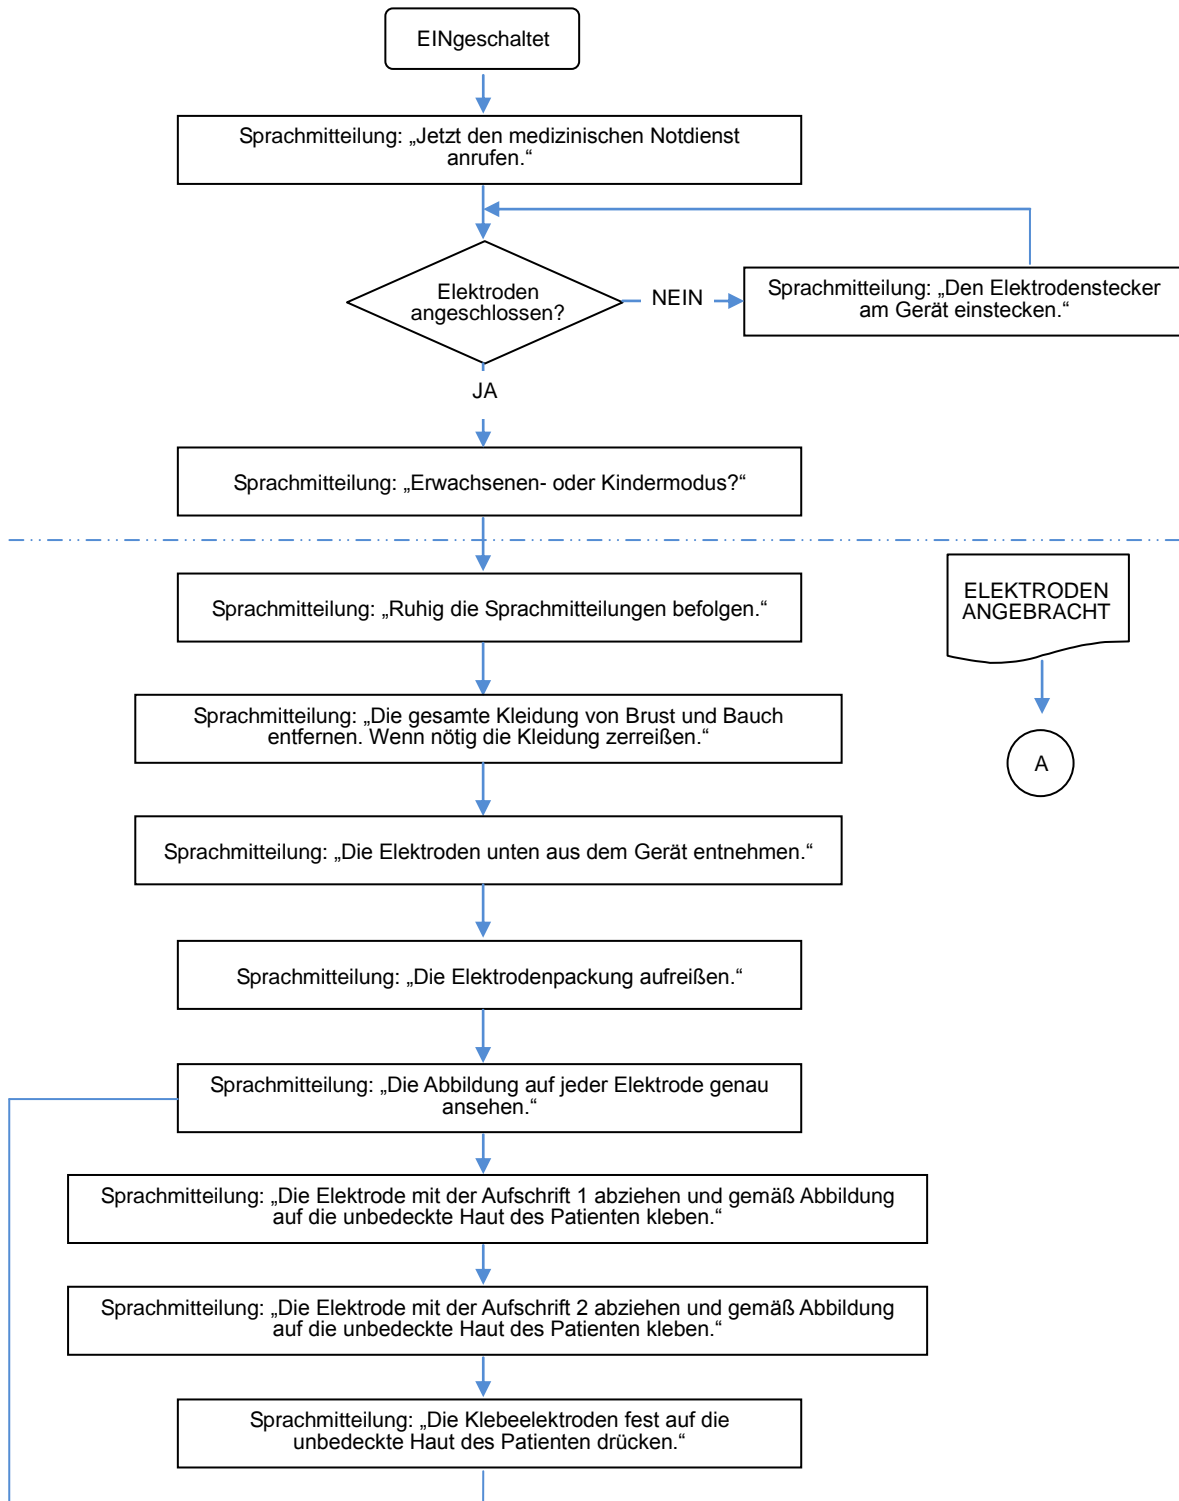 EINgeschaltet
Sprachmitteilung: „Jetzt den medizinischen Notdienst
anrufen.“
Elektroden
angeschlossen?
NEIN
Sprachmitteilung: „Den Elektrodenstecker
am Gerät einstecken.“
JA
Sprachmitteilung: „Erwachsenen- oder Kindermodus?“
Sprachmitteilung: „Ruhig die Sprachmitteilungen befolgen.“
ELEKTRODEN
ANGEBRACHT
Sprachmitteilung: „Die gesamte Kleidung von Brust und Bauch
entfernen. Wenn nötig die Kleidung zerreißen.“
A
Sprachmitteilung: „Die Elektroden unten aus dem Gerät entnehmen.“
Sprachmitteilung: „Die Elektrodenpackung aufreißen.“
Sprachmitteilung: „Die Abbildung auf jeder Elektrode genau
ansehen.“
Sprachmitteilung: „Die Elektrode mit der Aufschrift 1 abziehen und gemäß Abbildung
auf die unbedeckte Haut des Patienten kleben.“
Sprachmitteilung: „Die Elektrode mit der Aufschrift 2 abziehen und gemäß Abbildung
auf die unbedeckte Haut des Patienten kleben.“
Sprachmitteilung: „Die Klebeelektroden fest auf die
unbedeckte Haut des Patienten drücken.“